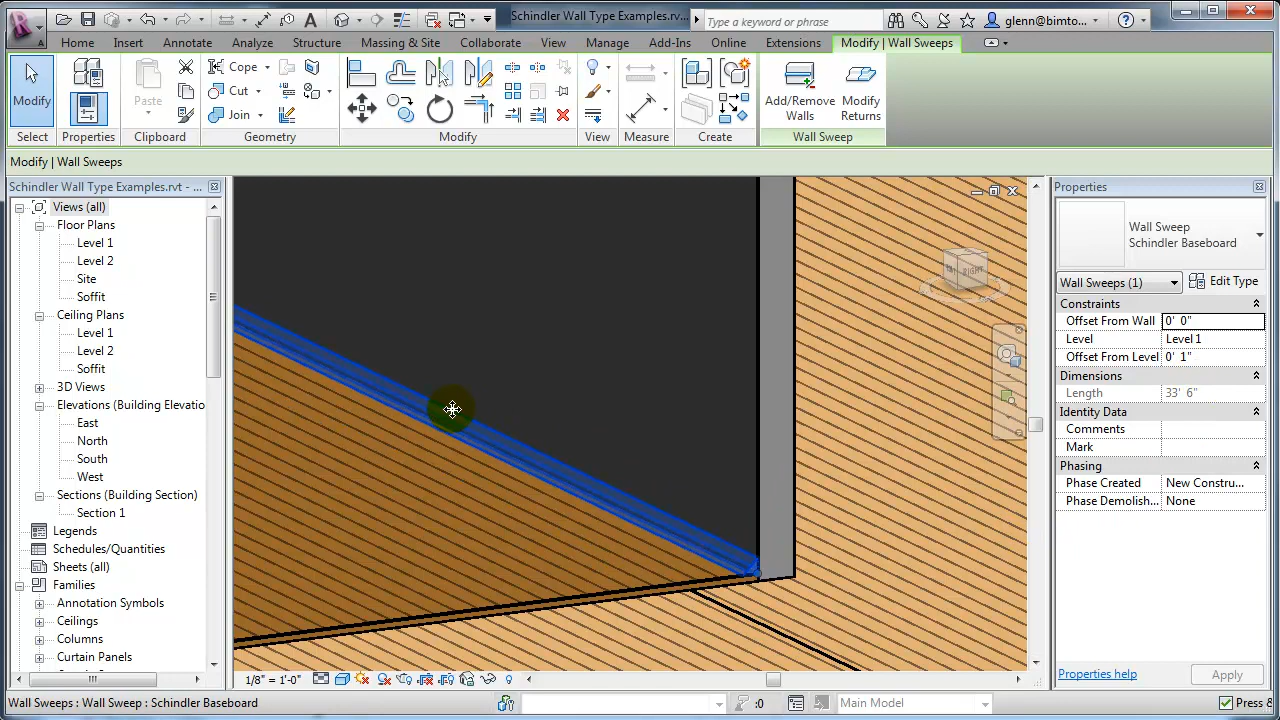 Schindler Wall Type Examples.rvt...
Type a keyword or phrase
glenn@bimto...
Home Insert Annotate Analyze Structure Massing & Site Collaborate View Manage Add-Ins Online Extensions Modify | Wall Sweeps
Modify
Paste
Cope
Cut
Join
Add/Remove Walls
Modify Returns
Select Properties Clipboard Geometry Modify View Measure Create Wall Sweep
Modify | Wall Sweeps
Schindler Wall Type Examples.rvt - ...
Views (all)
Floor Plans
Level 1
Level 2
Site
Soffit
Ceiling Plans
Level 1
Level 2
Soffit
3D Views
Elevations (Building Elevatio
East
North
South
West
Sections (Building Section)
Section 1
Legends
Schedules/Quantities
Sheets (all)
Families
Annotation Symbols
Ceilings
Columns
Curtain Panels
RIGHT
Properties
Wall Sweep
Schindler Baseboard
Wall Sweeps (1) Edit Type
Constraints
Offset From Wall 0' 0"
Level Level 1
Offset From Level 0' 1"
Dimensions
Length 33' 6"
Identity Data
Comments
Mark
Phasing
Phase Created New Constru...
Phase Demolish... None
Properties help Apply
1/8" = 1'-0"
Wall Sweeps : Wall Sweep : Schindler Baseboard
:0
Main Model
Press &